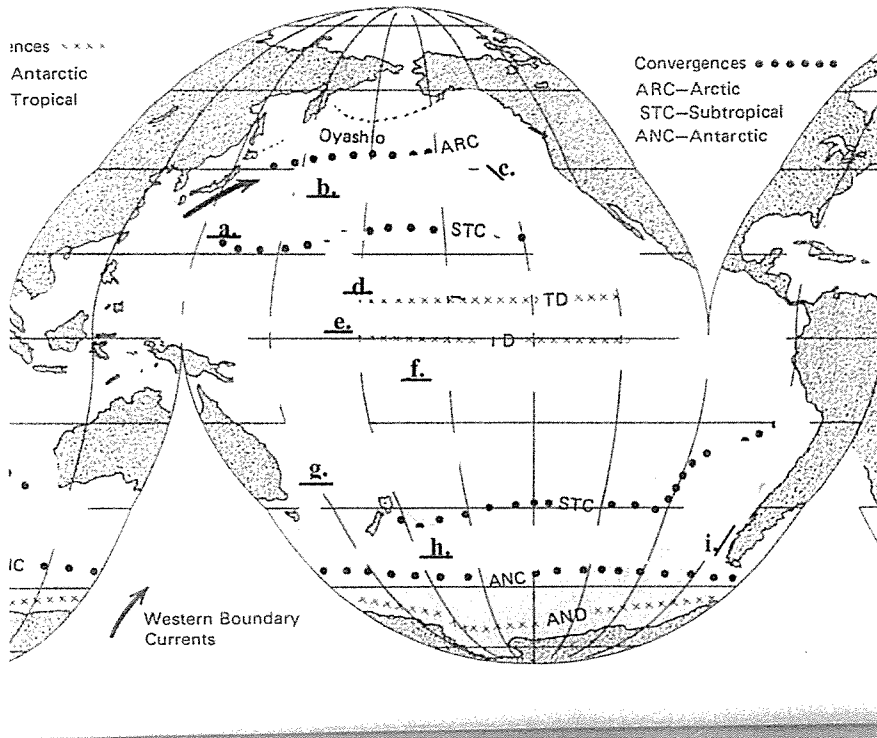 ences ××××
Antarctic
Tropical
Convergences ●●●●●●
ARC—Arctic
STC—Subtropical
ANC—Antarctic
Oyashio
ARC
c.
b.
a.
STC
d.
TD
e.
D
f.
g.
STC
h.
i.
NC
ANC
AND
Western Boundary
Currents